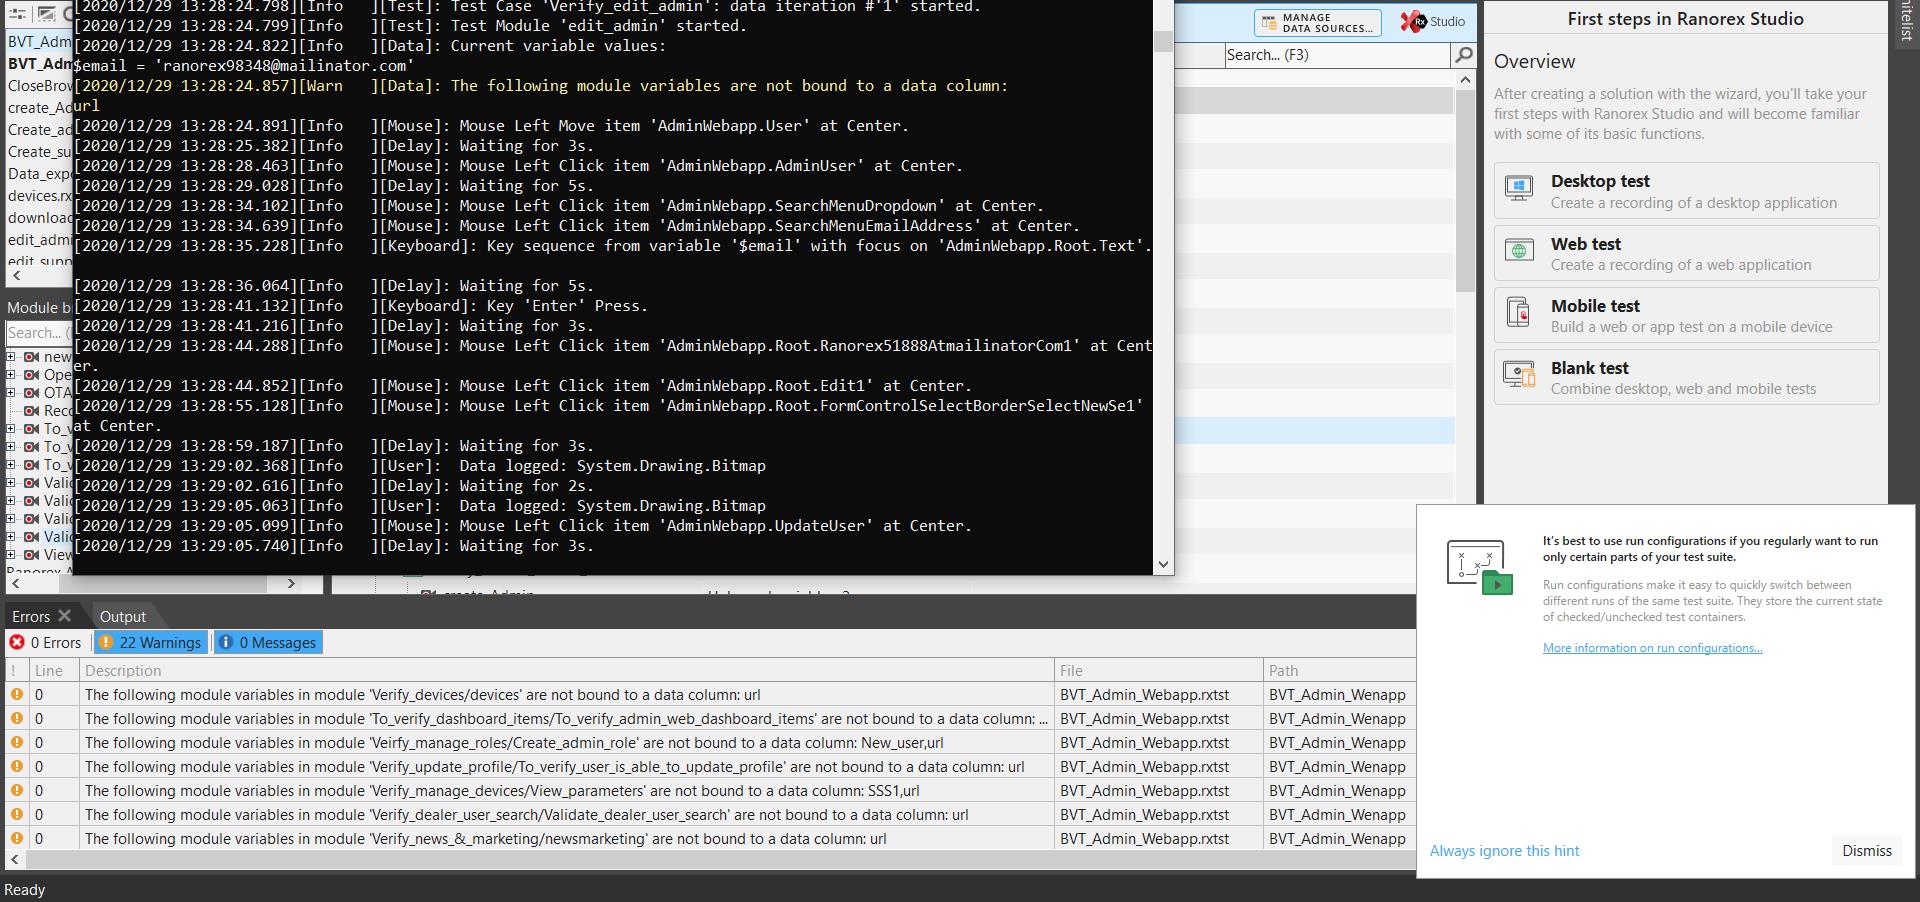 [2020/12/29 13:28:24.798][Info   ][Test]: Test Case 'Verify_edit_admin': data iteration #'1' started.
[2020/12/29 13:28:24.799][Info   ][Test]: Test Module 'edit_admin' started.
[2020/12/29 13:28:24.822][Info   ][Data]: Current variable values:
$email = 'ranorex98348@mailinator.com'
[2020/12/29 13:28:24.857][Warn   ][Data]: The following module variables are not bound to a data column:
url
[2020/12/29 13:28:24.891][Info   ][Mouse]: Mouse Left Move item 'AdminWebapp.User' at Center.
[2020/12/29 13:28:25.382][Info   ][Delay]: Waiting for 3s.
[2020/12/29 13:28:28.463][Info   ][Mouse]: Mouse Left Click item 'AdminWebapp.AdminUser' at Center.
[2020/12/29 13:28:29.028][Info   ][Delay]: Waiting for 5s.
[2020/12/29 13:28:34.102][Info   ][Mouse]: Mouse Left Click item 'AdminWebapp.SearchMenuDropdown' at Center.
[2020/12/29 13:28:34.639][Info   ][Mouse]: Mouse Left Click item 'AdminWebapp.SearchMenuEmailAddress' at Center.
[2020/12/29 13:28:35.228][Info   ][Keyboard]: Key sequence from variable '$email' with focus on 'AdminWebapp.Root.Text'.
[2020/12/29 13:28:36.064][Info   ][Delay]: Waiting for 5s.
[2020/12/29 13:28:41.132][Info   ][Keyboard]: Key 'Enter' Press.
[2020/12/29 13:28:41.216][Info   ][Delay]: Waiting for 3s.
[2020/12/29 13:28:44.288][Info   ][Mouse]: Mouse Left Click item 'AdminWebapp.Root.Ranorex51888AtmailinatorCom1' at Cent
er.
[2020/12/29 13:28:44.852][Info   ][Mouse]: Mouse Left Click item 'AdminWebapp.Root.Edit1' at Center.
[2020/12/29 13:28:55.128][Info   ][Mouse]: Mouse Left Click item 'AdminWebapp.Root.FormControlSelectBorderSelectNewSe1'
at Center.
[2020/12/29 13:28:59.187][Info   ][Delay]: Waiting for 3s.
[2020/12/29 13:29:02.368][Info   ][User]:  Data logged: System.Drawing.Bitmap
[2020/12/29 13:29:02.616][Info   ][Delay]: Waiting for 2s.
[2020/12/29 13:29:05.063][Info   ][User]:  Data logged: System.Drawing.Bitmap
[2020/12/29 13:29:05.099][Info   ][Mouse]: Mouse Left Click item 'AdminWebapp.UpdateUser' at Center.
[2020/12/29 13:29:05.740][Info   ][Delay]: Waiting for 3s.
BVT_Adm
BVT_Adm
CloseBrow
create_Ad
Create_ad
Create_su
Data_expo
devices.rx
download
edit_admi
edit_supp
Module b
Search... (
new
Ope
OTA
Reco
To_v
To_v
To_v
Valid
Valid
Valid
Valid
View
MANAGE
DATA SOURCES...
Rx Studio
Search... (F3)
First steps in Ranorex Studio
Overview
After creating a solution with the wizard, you'll take your
first steps with Ranorex Studio and will become familiar
with some of its basic functions.
Desktop test
Create a recording of a desktop application
Web test
Create a recording of a web application
Mobile test
Build a web or app test on a mobile device
Blank test
Combine desktop, web and mobile tests
It's best to use run configurations if you regularly want to run
only certain parts of your test suite.
Run configurations make it easy to quickly switch between
different runs of the same test suite. They store the current state
of checked/unchecked test containers.
More information on run configurations...
Always ignore this hint
Dismiss
Errors
Output
0 Errors
22 Warnings
0 Messages
! Line Description File Path
0 The following module variables in module 'Verify_devices/devices' are not bound to a data column: url BVT_Admin_Webapp.rxtst BVT_Admin_Wenapp
0 The following module variables in module 'To_verify_dashboard_items/To_verify_admin_web_dashboard_items' are not bound to a data column: ... BVT_Admin_Webapp.rxtst BVT_Admin_Wenapp
0 The following module variables in module 'Veirfy_manage_roles/Create_admin_role' are not bound to a data column: New_user,url BVT_Admin_Webapp.rxtst BVT_Admin_Wenapp
0 The following module variables in module 'Verify_update_profile/To_verify_user_is_able_to_update_profile' are not bound to a data column: url BVT_Admin_Webapp.rxtst BVT_Admin_Wenapp
0 The following module variables in module 'Verify_manage_devices/View_parameters' are not bound to a data column: SSS1,url BVT_Admin_Webapp.rxtst BVT_Admin_Wenapp
0 The following module variables in module 'Verify_dealer_user_search/Validate_dealer_user_search' are not bound to a data column: url BVT_Admin_Webapp.rxtst BVT_Admin_Wenapp
0 The following module variables in module 'Verify_news_&_marketing/newsmarketing' are not bound to a data column: url BVT_Admin_Webapp.rxtst BVT_Admin_Wenapp
Ready